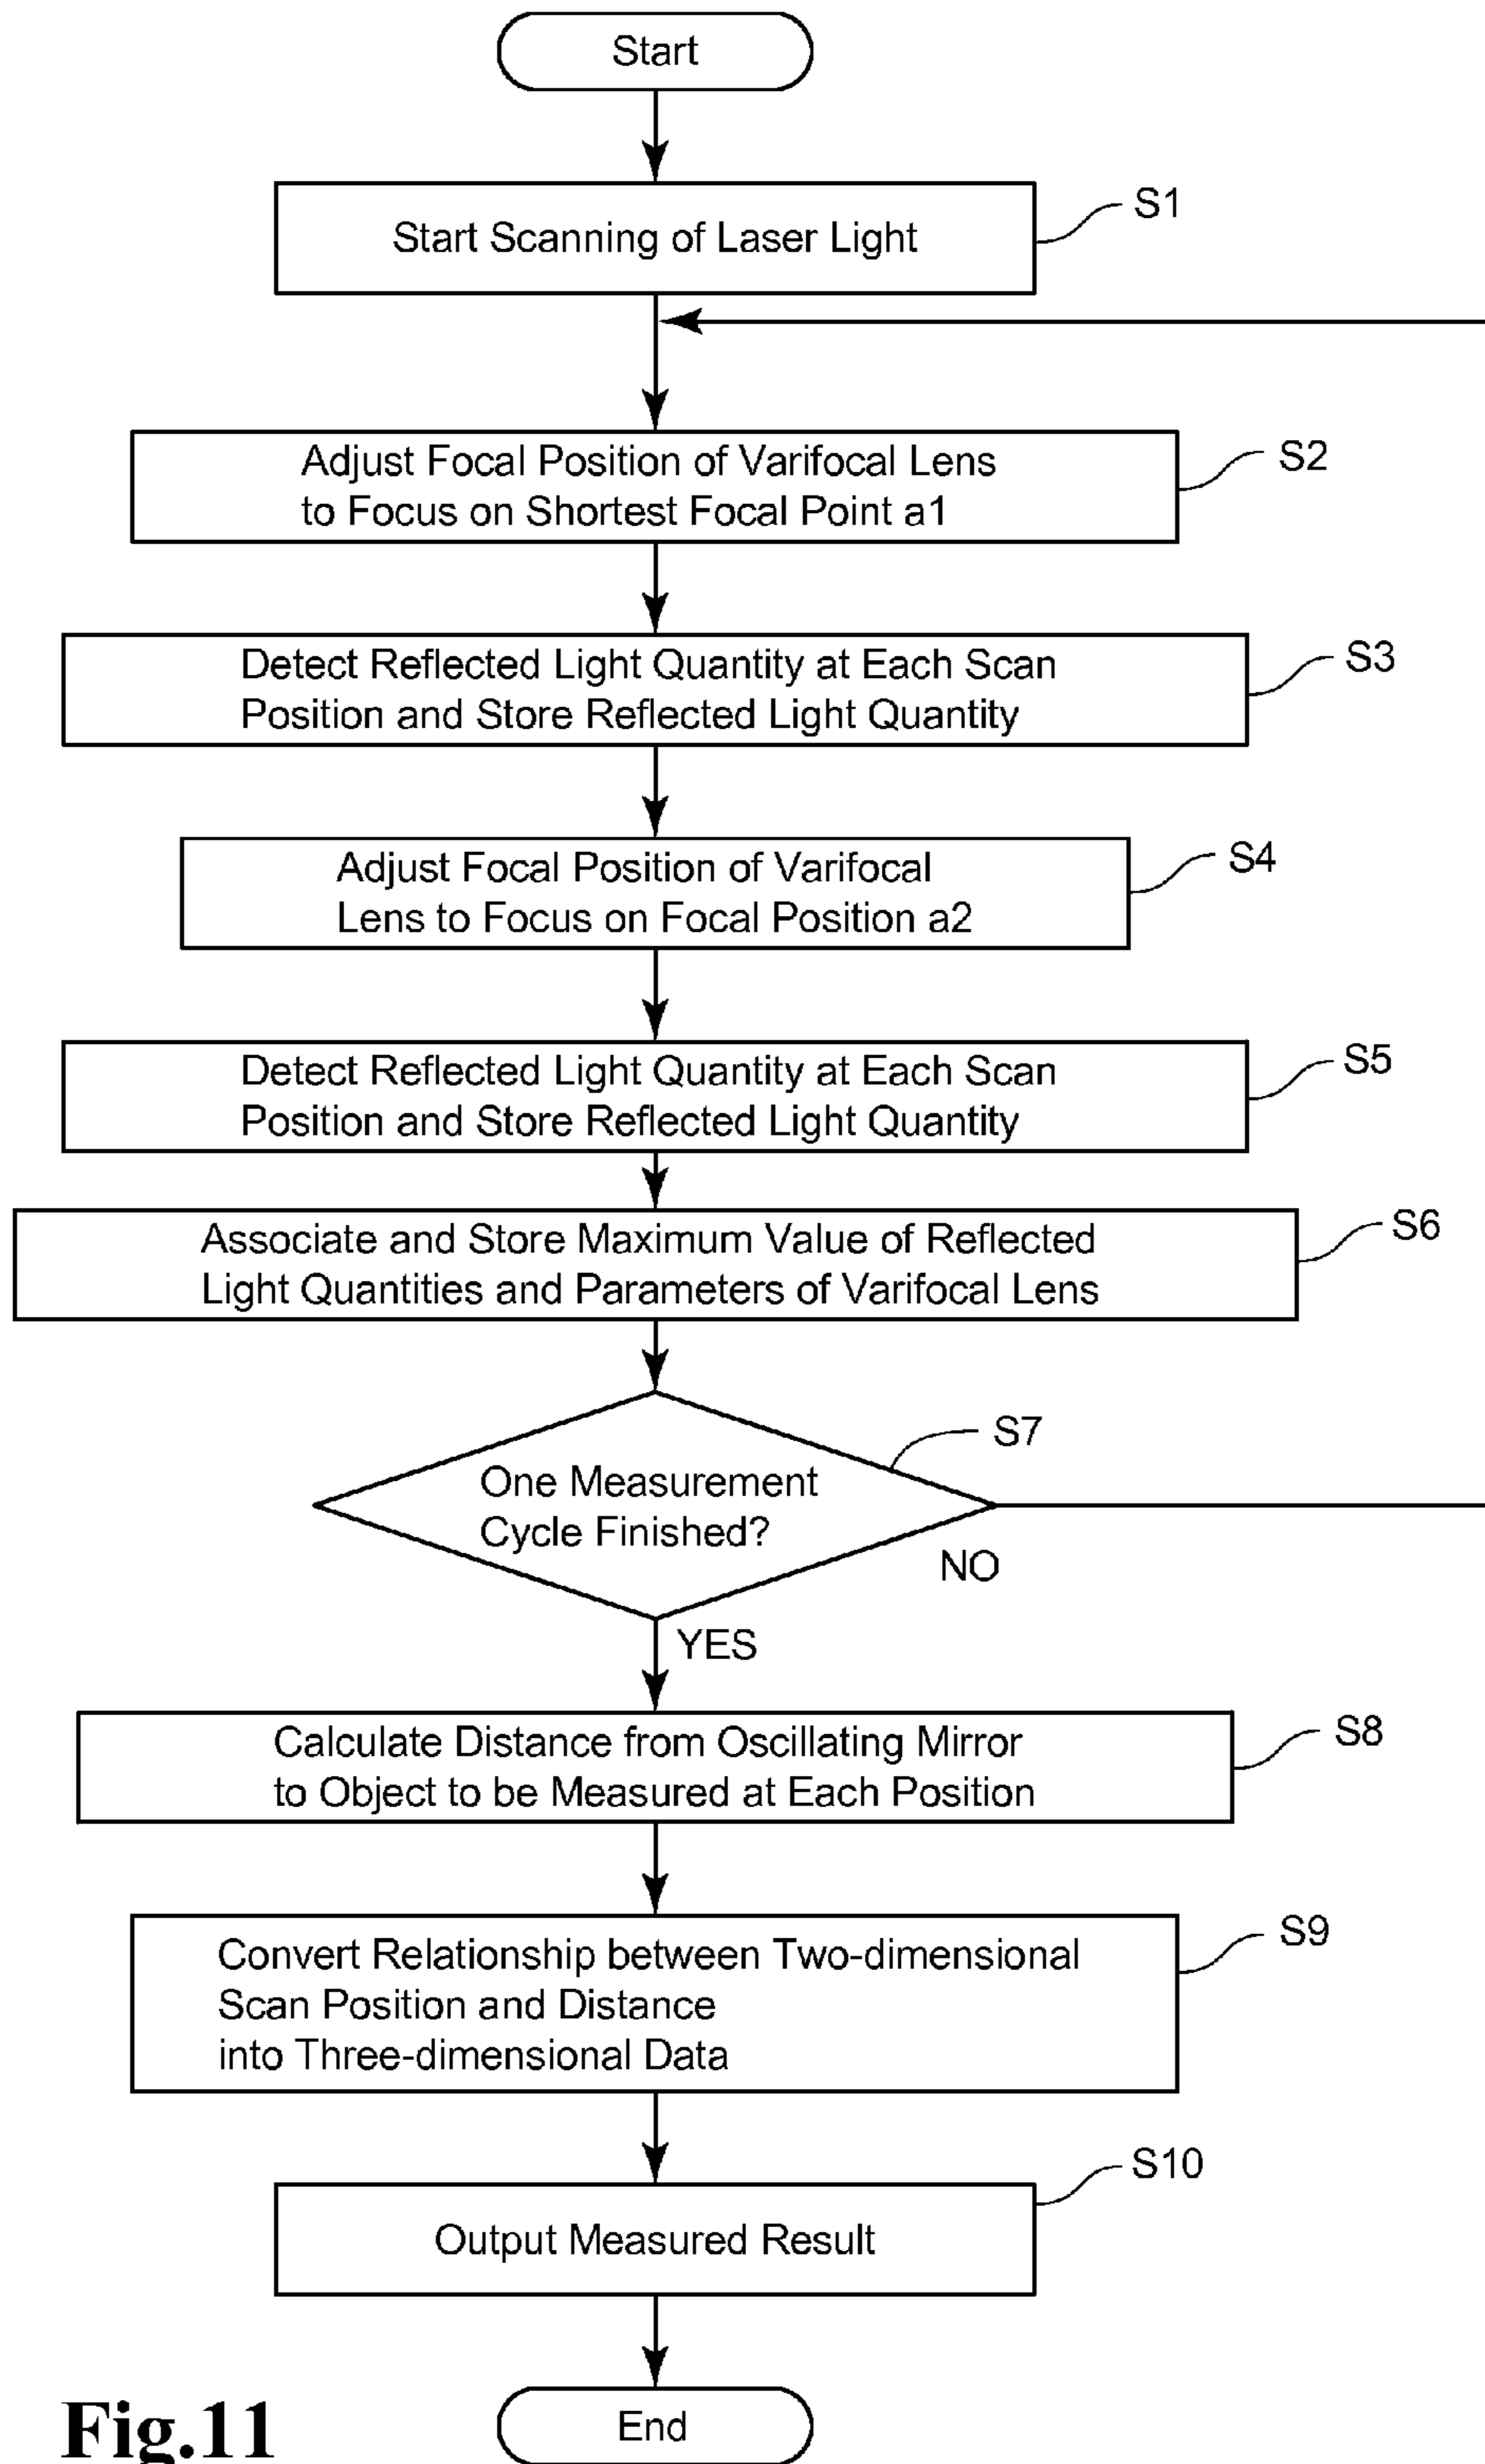 Start
Start Scanning of Laser Light
S1
Adjust Focal Position of Varifocal Lens
to Focus on Shortest Focal Point a1
S2
Detect Reflected Light Quantity at Each Scan
Position and Store Reflected Light Quantity
S3
Adjust Focal Position of Varifocal
Lens to Focus on Focal Position a2
S4
Detect Reflected Light Quantity at Each Scan
Position and Store Reflected Light Quantity
S5
Associate and Store Maximum Value of Reflected
Light Quantities and Parameters of Varifocal Lens
S6
One Measurement
Cycle Finished?
S7
NO
YES
Calculate Distance from Oscillating Mirror
to Object to be Measured at Each Position
S8
Convert Relationship between Two-dimensional
Scan Position and Distance
into Three-dimensional Data
S9
Output Measured Result
S10
End
Fig.11